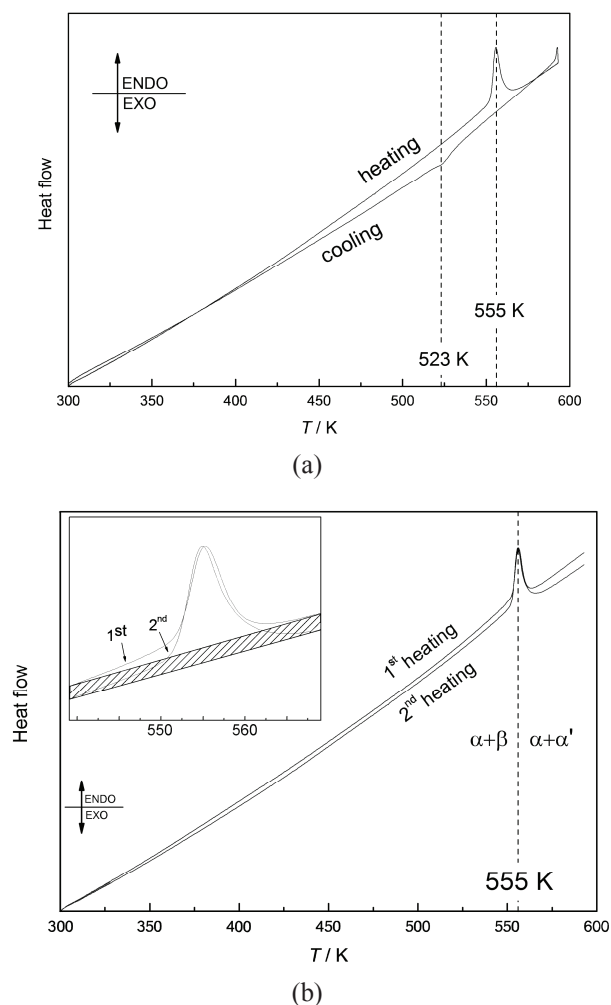 ENDO
EXO
heating
cooling
555 K
523 K
Heat flow
300 350 400 450 500 550 600
T / K
(a)
1st
2nd
550 560
1st heating
2nd heating
α+β α+α'
ENDO
EXO
555 K
Heat flow
300 350 400 450 500 550 600
T / K
(b)